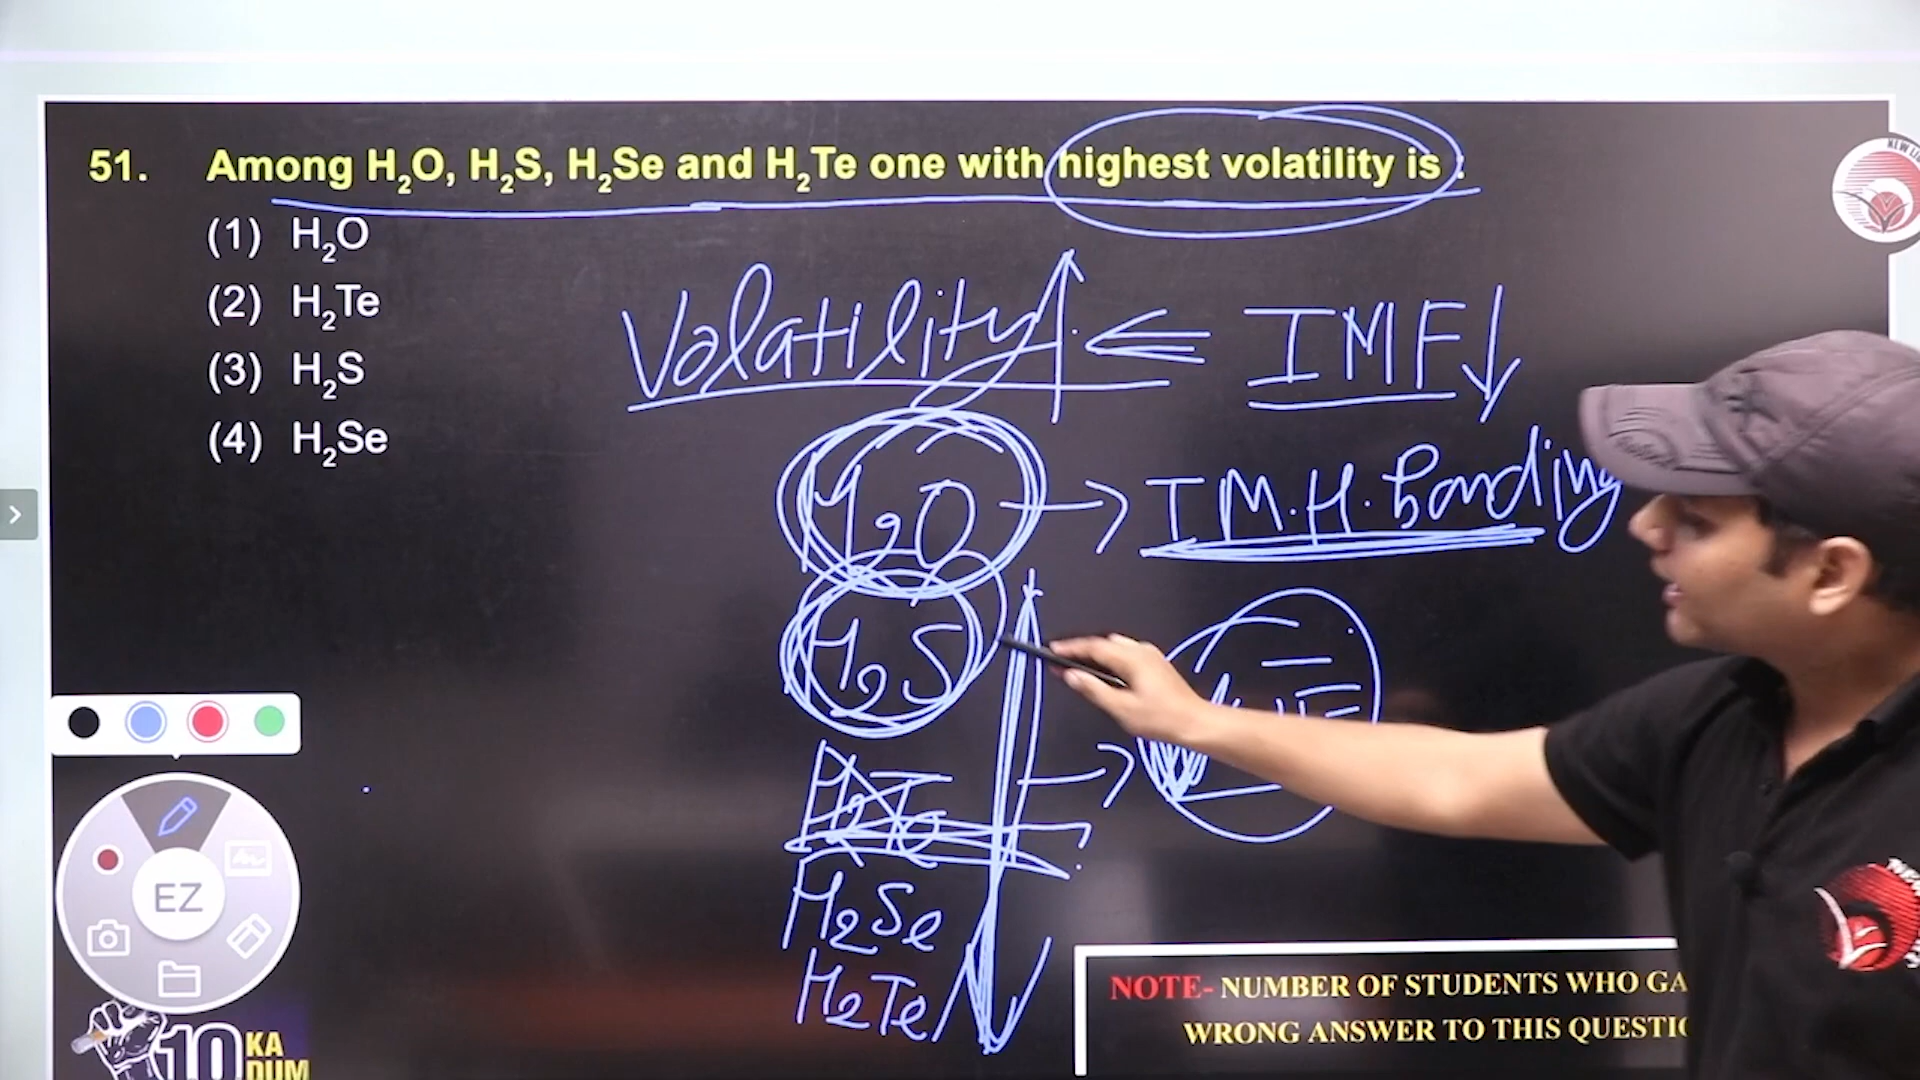 51. Among H₂O, H₂S, H₂Se and H₂Te one with highest volatility is :
(1) H₂O
(2) H₂Te
(3) H₂S
(4) H₂Se
Volatility ↑ ⇐ IMF ↓
H₂O → I M.H. Bonding
H₂S
H₂Te
H₂Se
H₂Te
EZ
10 KA DUM
NOTE- NUMBER OF STUDENTS WHO GA
WRONG ANSWER TO THIS QUESTIO